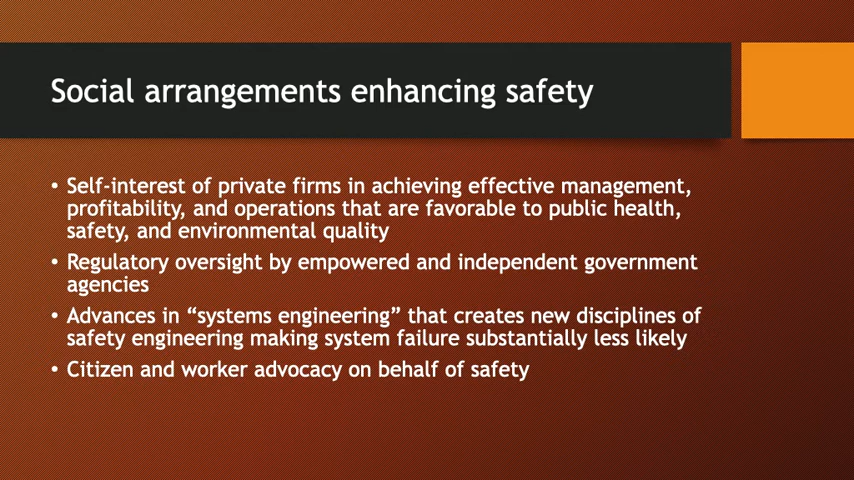 Social arrangements enhancing safety
• Self-interest of private firms in achieving effective management,
profitability, and operations that are favorable to public health,
safety, and environmental quality
• Regulatory oversight by empowered and independent government
agencies
• Advances in “systems engineering” that creates new disciplines of
safety engineering making system failure substantially less likely
• Citizen and worker advocacy on behalf of safety